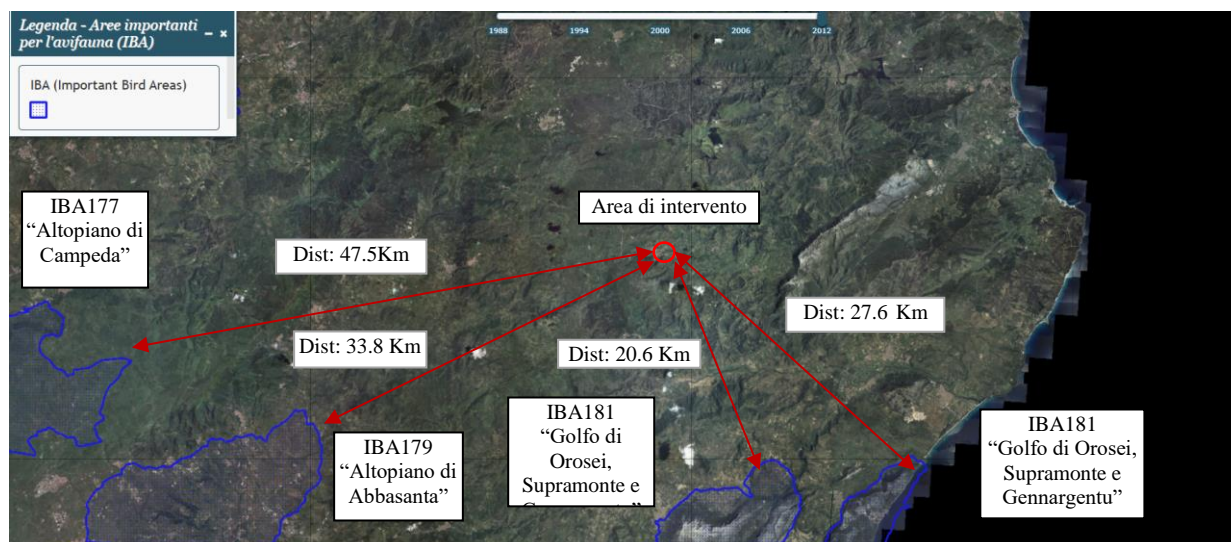 Legenda - Aree importanti
per l'avifauna (IBA)
IBA (Important Bird Areas)
1988 1994 2000 2006 2012
IBA177
“Altopiano di
Campeda”
Area di intervento
Dist: 47.5Km
Dist: 27.6 Km
Dist: 33.8 Km
Dist: 20.6 Km
IBA179
“Altopiano di
Abbasanta”
IBA181
“Golfo di
Orosei,
Supramonte e
IBA181
“Golfo di Orosei,
Supramonte e
Gennargentu”